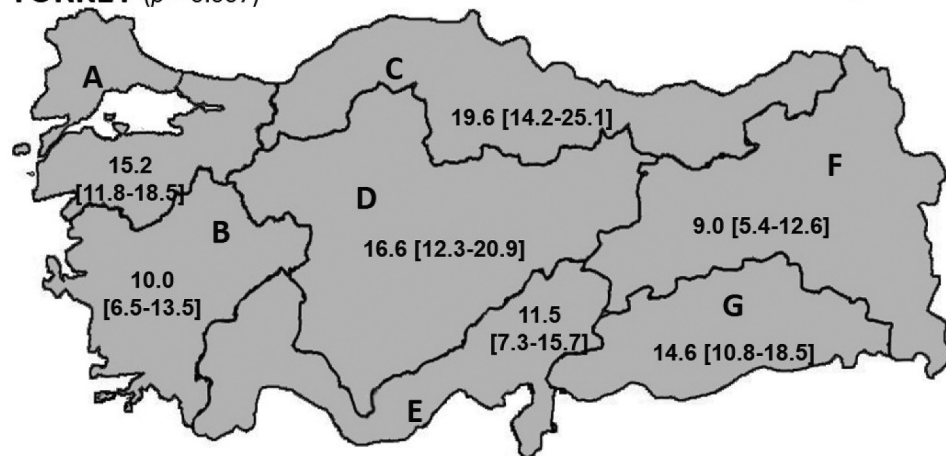 A
C
19.6 [14.2-25.1]
15.2
[11.8-18.5]
F
D
B
16.6 [12.3-20.9]
9.0 [5.4-12.6]
10.0
[6.5-13.5]
G
11.5
[7.3-15.7]
14.6 [10.8-18.5]
E